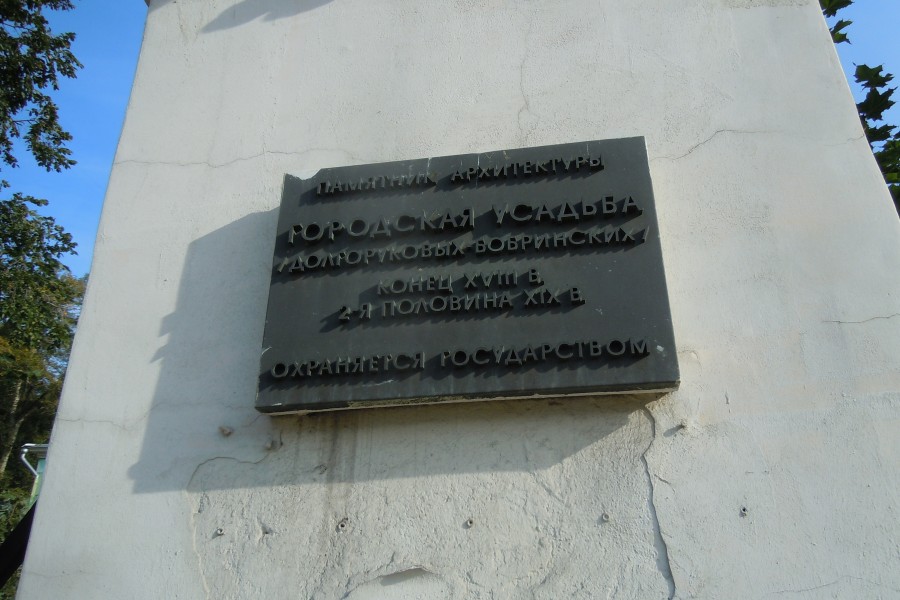 ПАМЯТНИК АРХИТЕКТУРЫ
ГОРОДСКАЯ УСАДЬБА
/ДОЛГОРУКОВЫХ-БОБРИНСКИХ/
КОНЕЦ XVIII В.
2-Я ПОЛОВИНА XIX В.
ОХРАНЯЕТСЯ ГОСУДАРСТВОМ